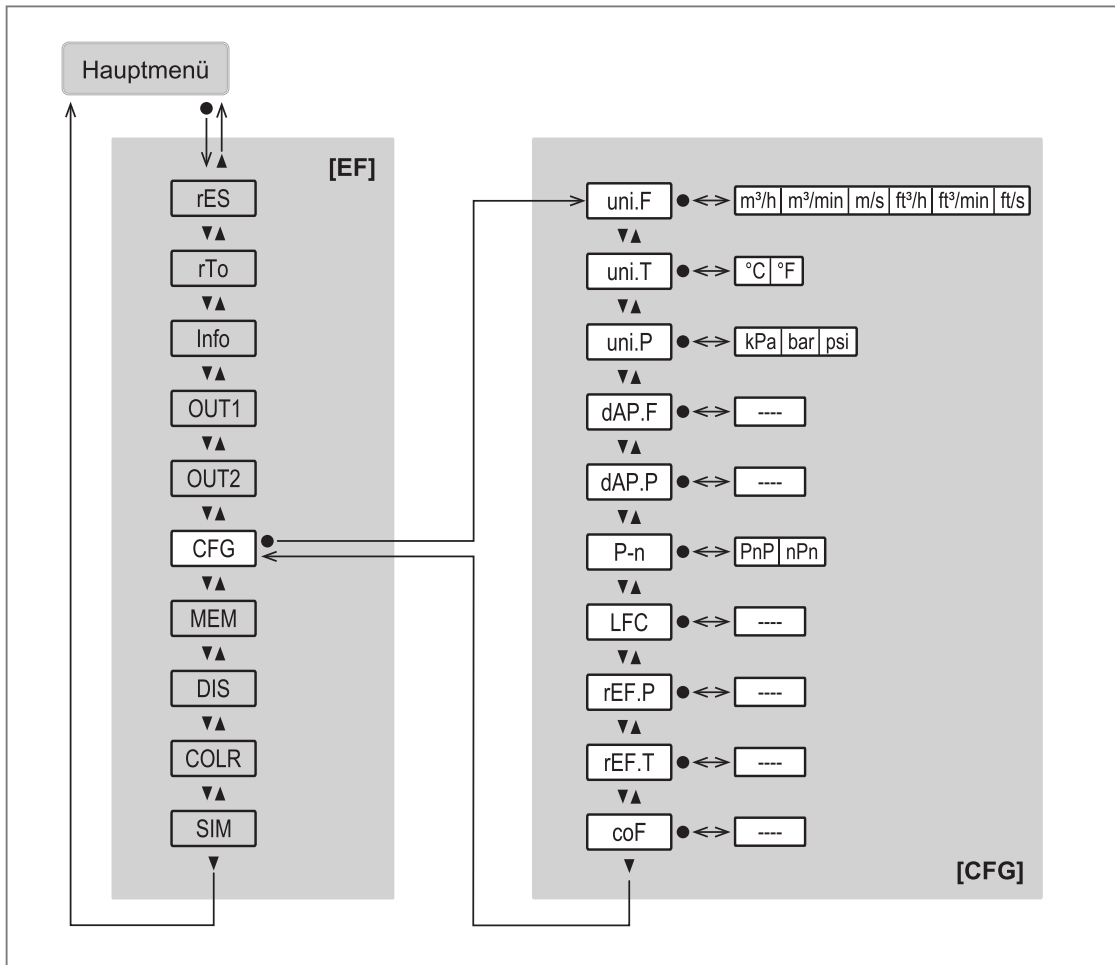 Hauptmenü
[EF]
rES
rTo
Info
OUT1
OUT2
CFG
MEM
DIS
COLR
SIM
uni.F
m³/h m³/min m/s ft³/h ft³/min ft/s
uni.T
°C °F
uni.P
kPa bar psi
dAP.F
----
dAP.P
----
P-n
PnP nPn
LFC
----
rEF.P
----
rEF.T
----
coF
----
[CFG]